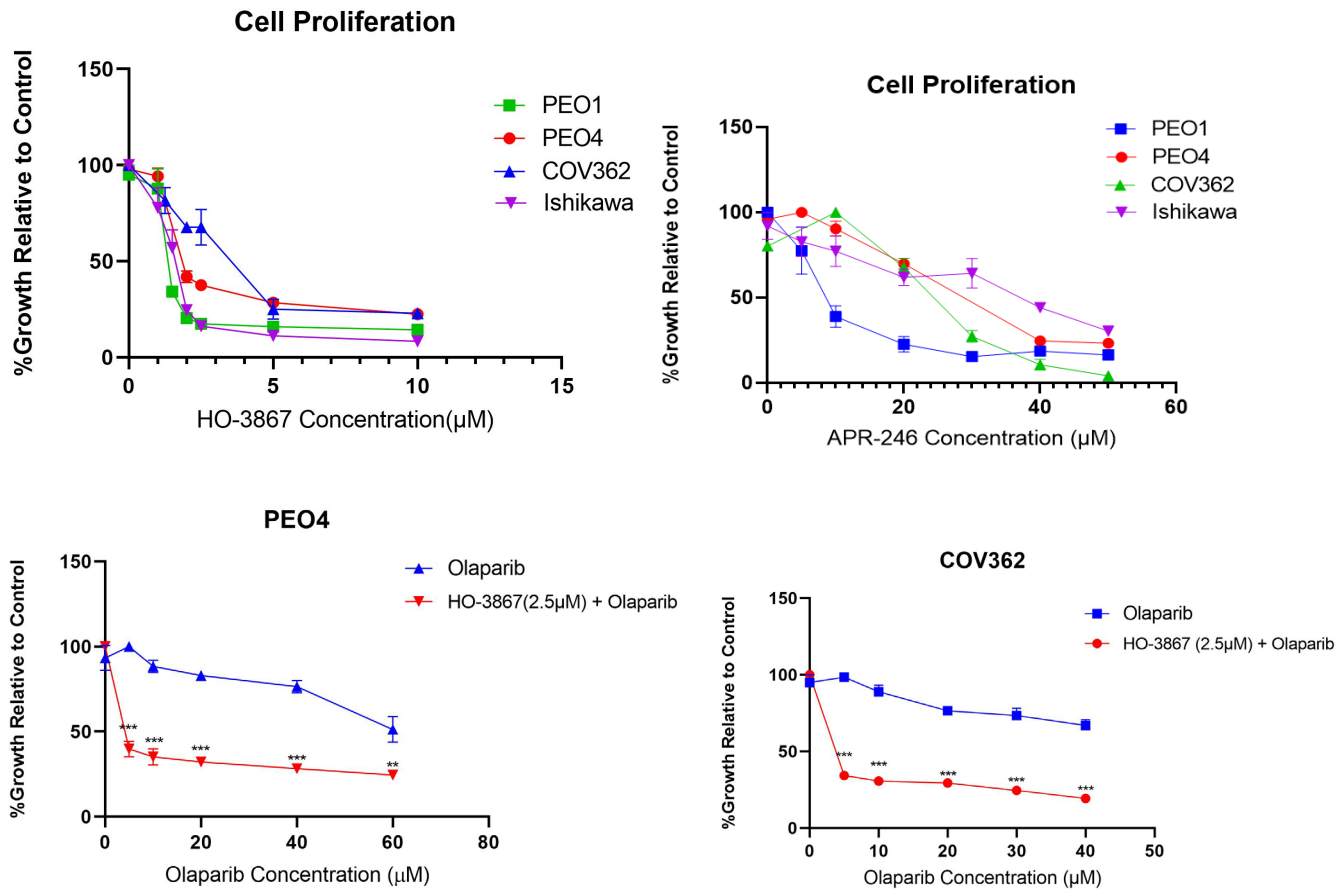 Cell Proliferation
%Growth Relative to Control
150
100
50
0
0
5
10
15
HO-3867 Concentration(μM)
PEO1
PEO4
COV362
Ishikawa
Cell Proliferation
%Growth Relative to Control
150
100
50
0
0
20
40
60
APR-246 Concentration (μM)
PEO1
PEO4
COV362
Ishikawa
PEO4
%Growth Relative to Control
150
100
50
0
0
20
40
60
80
Olaparib Concentration (μM)
Olaparib
HO-3867(2.5μM) + Olaparib
***
***
***
***
**
COV362
%Growth Relative to Control
150
100
50
0
0
10
20
30
40
50
Olaparib Concentration (μM)
Olaparib
HO-3867 (2.5μM) + Olaparib
***
***
***
***
***